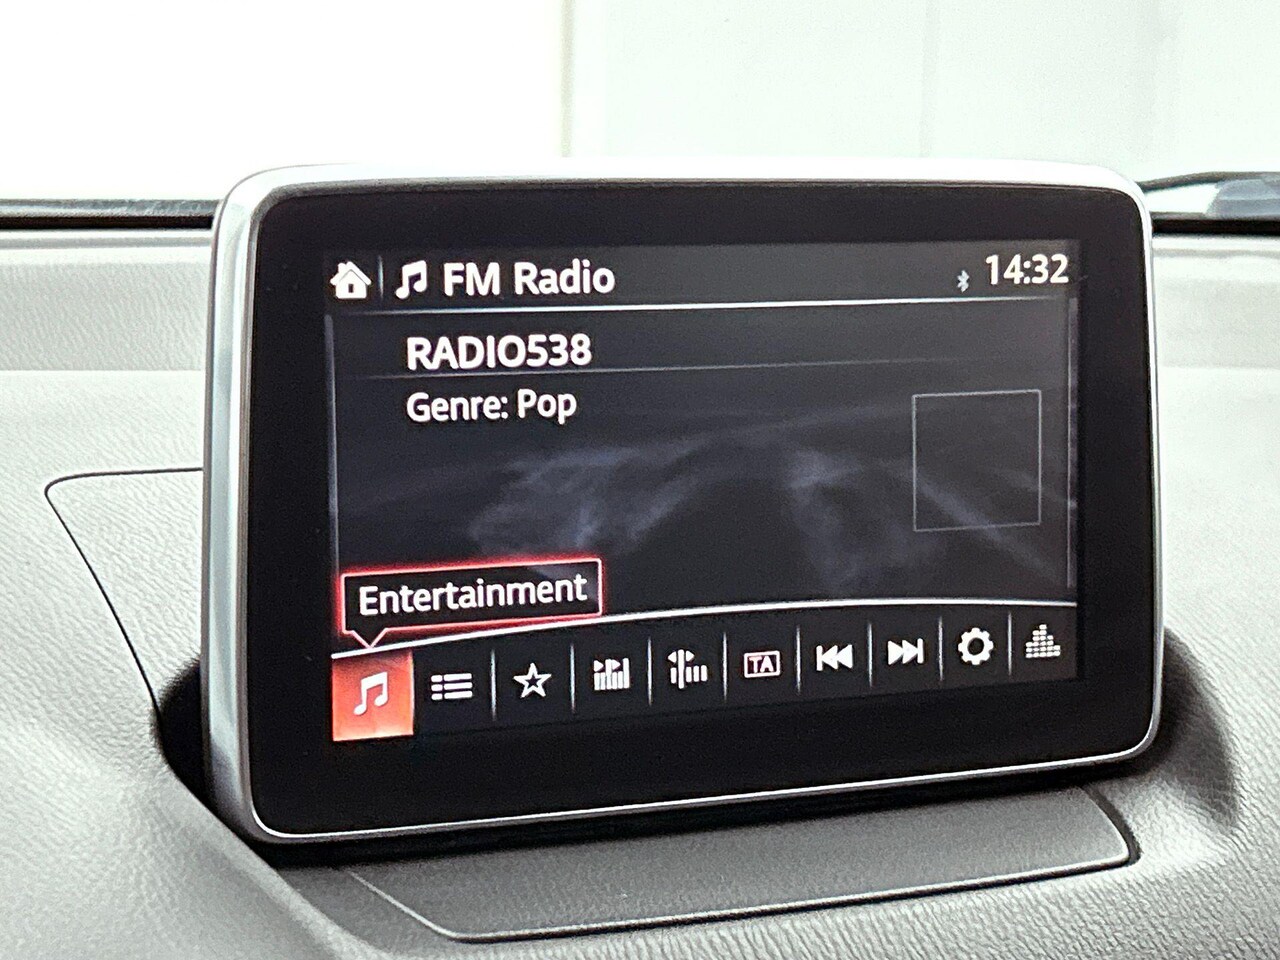 FM Radio
14:32
RADIO538
Genre: Pop
Entertainment
TA